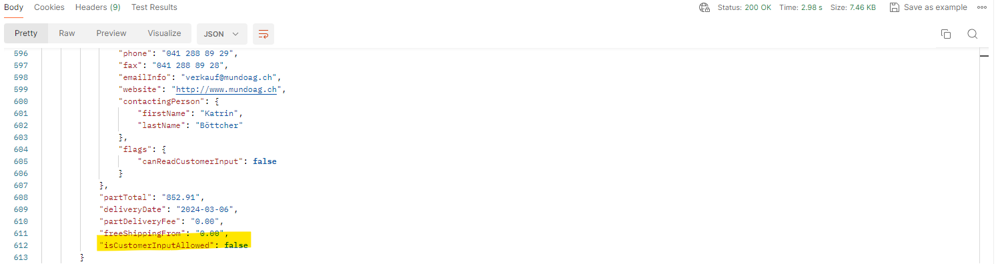 Body Cookies Headers (9) Test Results Status: 200 OK Time: 2.98 s Size: 7.46 KB Save as example
Pretty Raw Preview Visualize JSON
596 "phone": "041 288 89 29",
597 "fax": "041 288 89 28",
598 "emailInfo": "verkauf@mundoag.ch",
599 "website": "http://www.mundoag.ch",
600 "contactingPerson": {
601 "firstName": "Katrin",
602 "lastName": "Böttcher"
603 },
604 "flags": {
605 "canReadCustomerInput": false
606 }
607 },
608 "partTotal": "852.91",
609 "deliveryDate": "2024-03-06",
610 "partDeliveryFee": "0.00",
611 "freeShippingFrom": "0.00",
612 "isCustomerInputAllowed": false
613 }